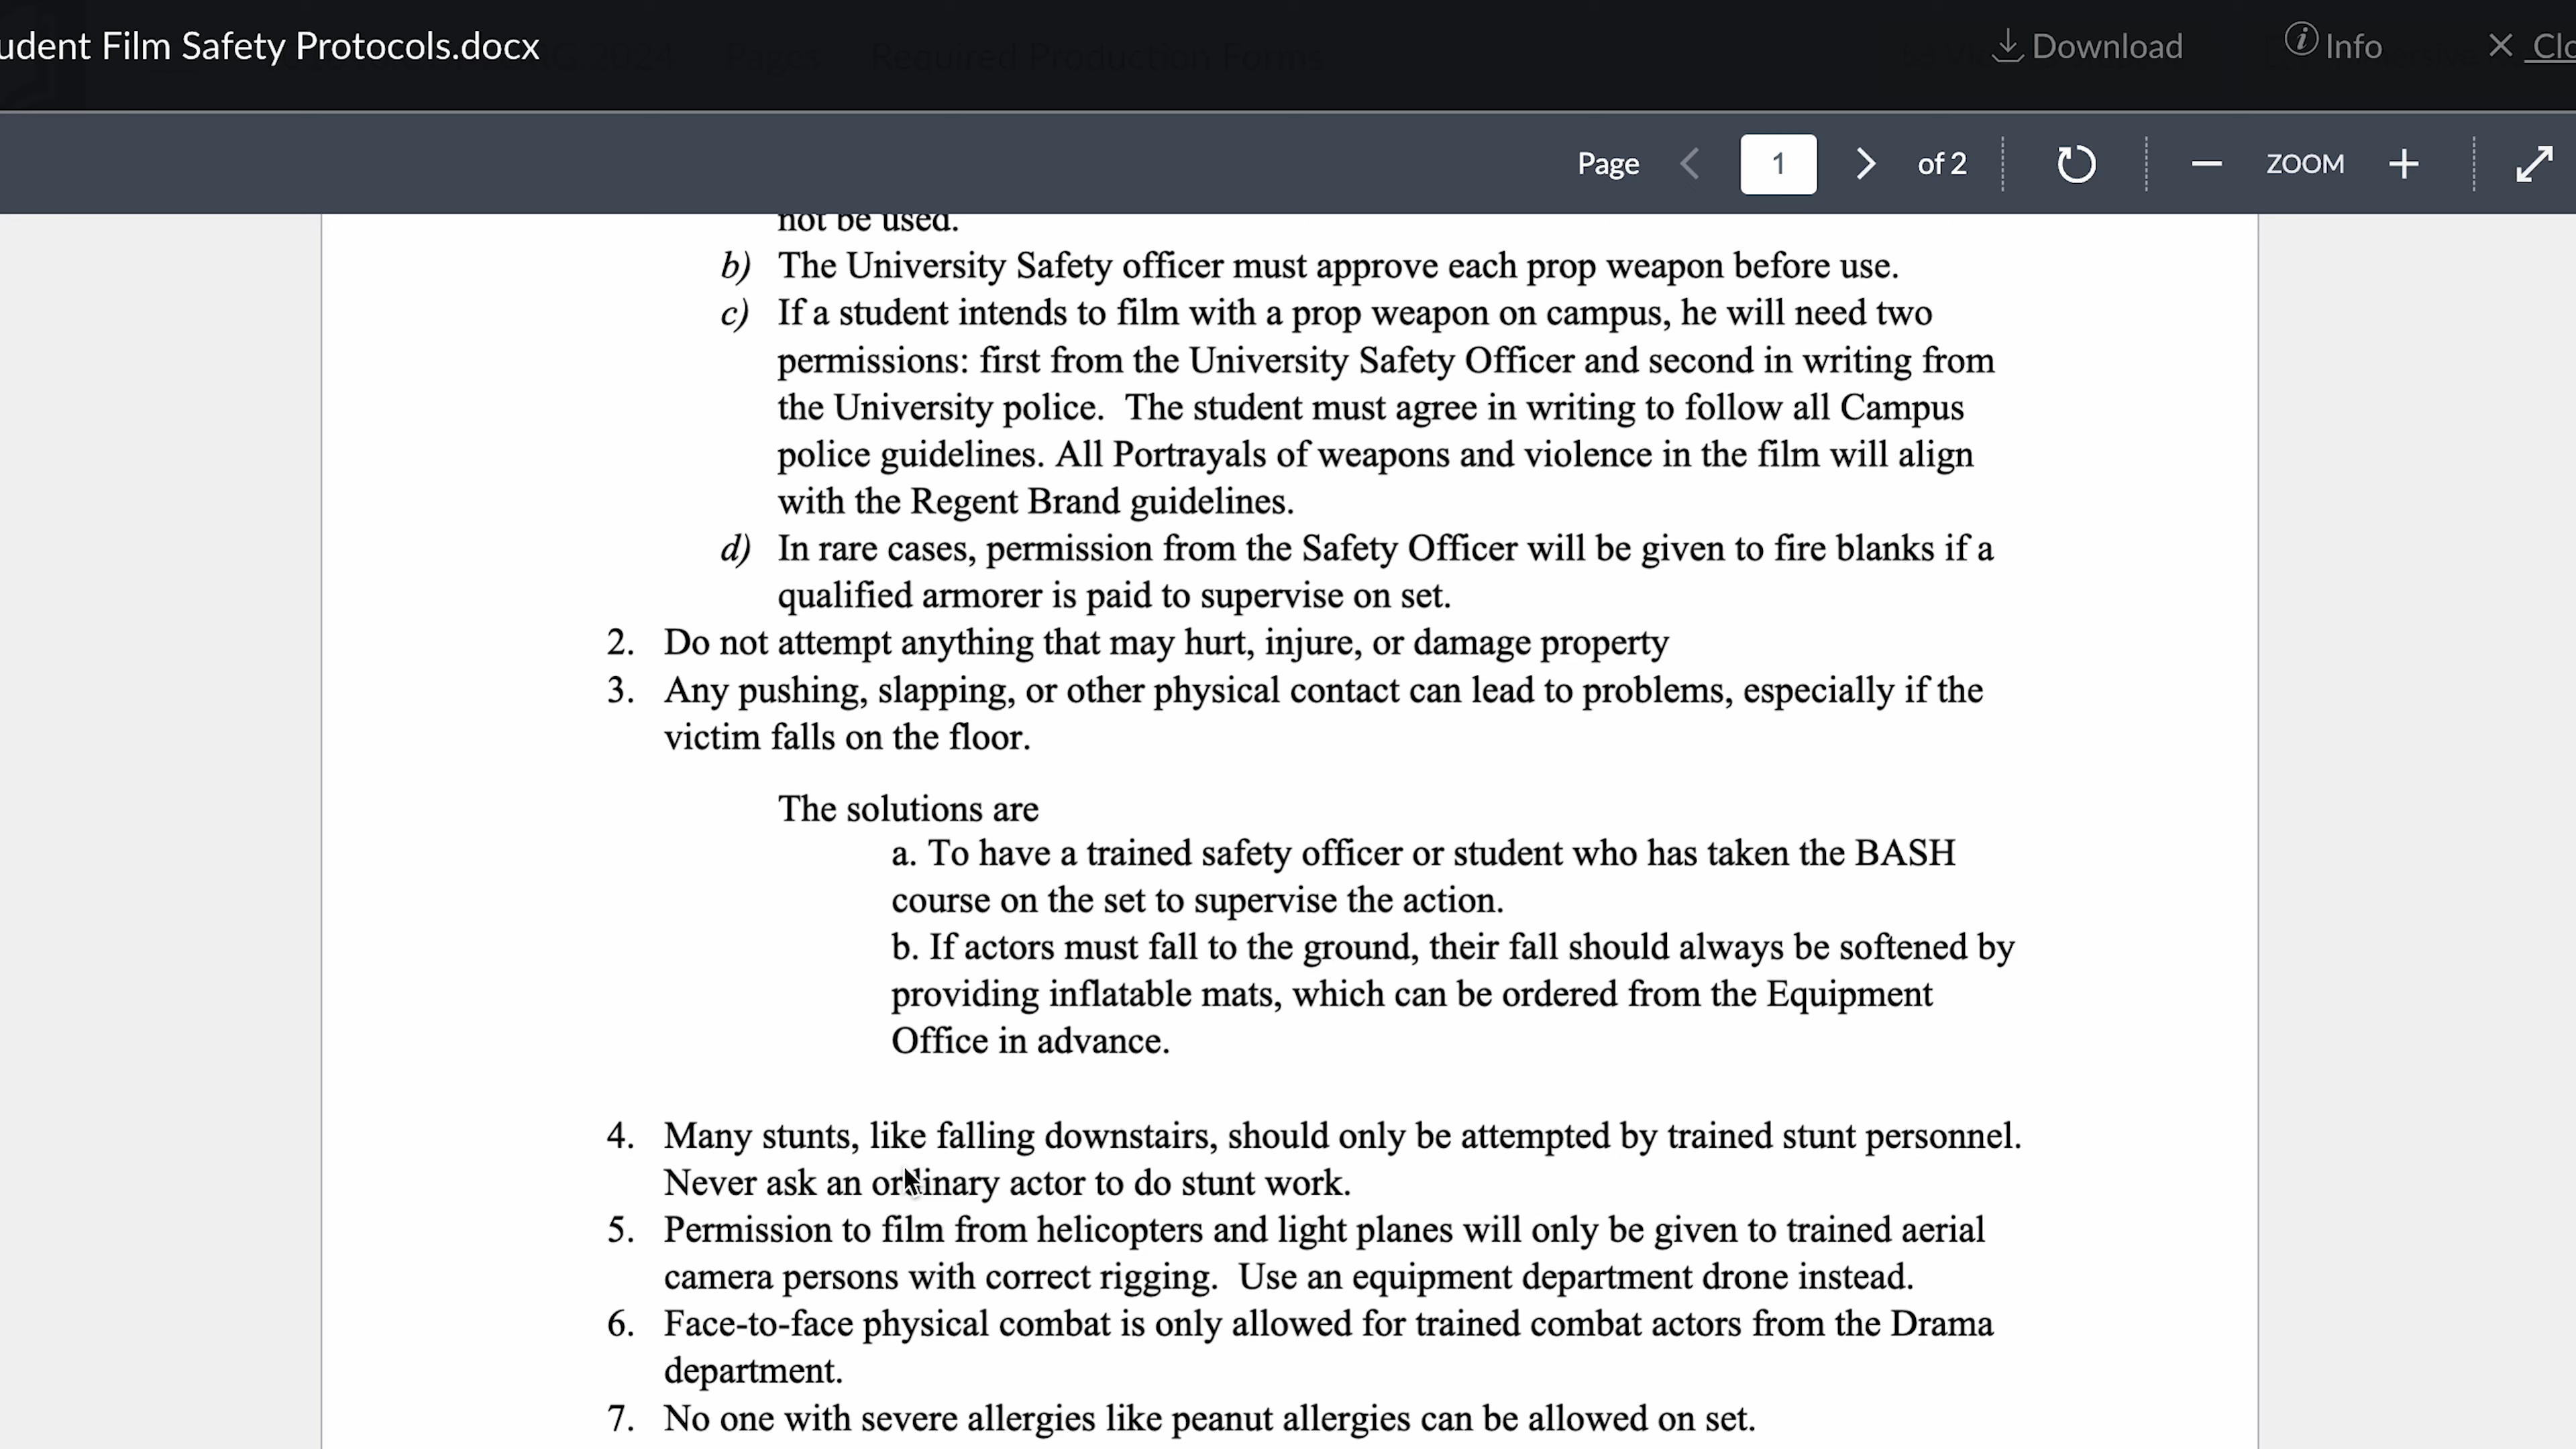 udent Film Safety Protocols.docx
2024 Pages Required Production Forms
Download Info Clo
Page 1 of 2 ZOOM
not be used.
b) The University Safety officer must approve each prop weapon before use.
c) If a student intends to film with a prop weapon on campus, he will need two
permissions: first from the University Safety Officer and second in writing from
the University police. The student must agree in writing to follow all Campus
police guidelines. All Portrayals of weapons and violence in the film will align
with the Regent Brand guidelines.
d) In rare cases, permission from the Safety Officer will be given to fire blanks if a
qualified armorer is paid to supervise on set.
2. Do not attempt anything that may hurt, injure, or damage property
3. Any pushing, slapping, or other physical contact can lead to problems, especially if the
victim falls on the floor.
The solutions are
a. To have a trained safety officer or student who has taken the BASH
course on the set to supervise the action.
b. If actors must fall to the ground, their fall should always be softened by
providing inflatable mats, which can be ordered from the Equipment
Office in advance.
4. Many stunts, like falling downstairs, should only be attempted by trained stunt personnel.
Never ask an ordinary actor to do stunt work.
5. Permission to film from helicopters and light planes will only be given to trained aerial
camera persons with correct rigging. Use an equipment department drone instead.
6. Face-to-face physical combat is only allowed for trained combat actors from the Drama
department.
7. No one with severe allergies like peanut allergies can be allowed on set.